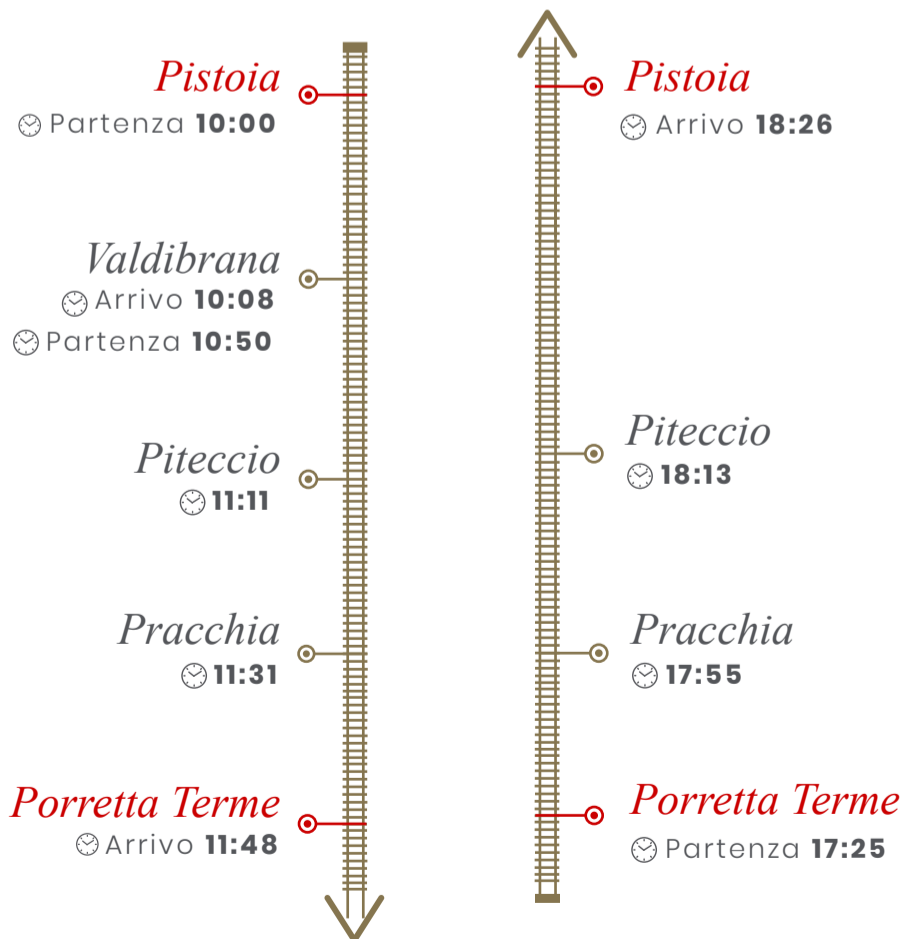 Pistoia
Partenza 10:00
Valdibrana
Arrivo 10:08
Partenza 10:50
Piteccio
11:11
Pracchia
11:31
Porretta Terme
Arrivo 11:48
Pistoia
Arrivo 18:26
Piteccio
18:13
Pracchia
17:55
Porretta Terme
Partenza 17:25